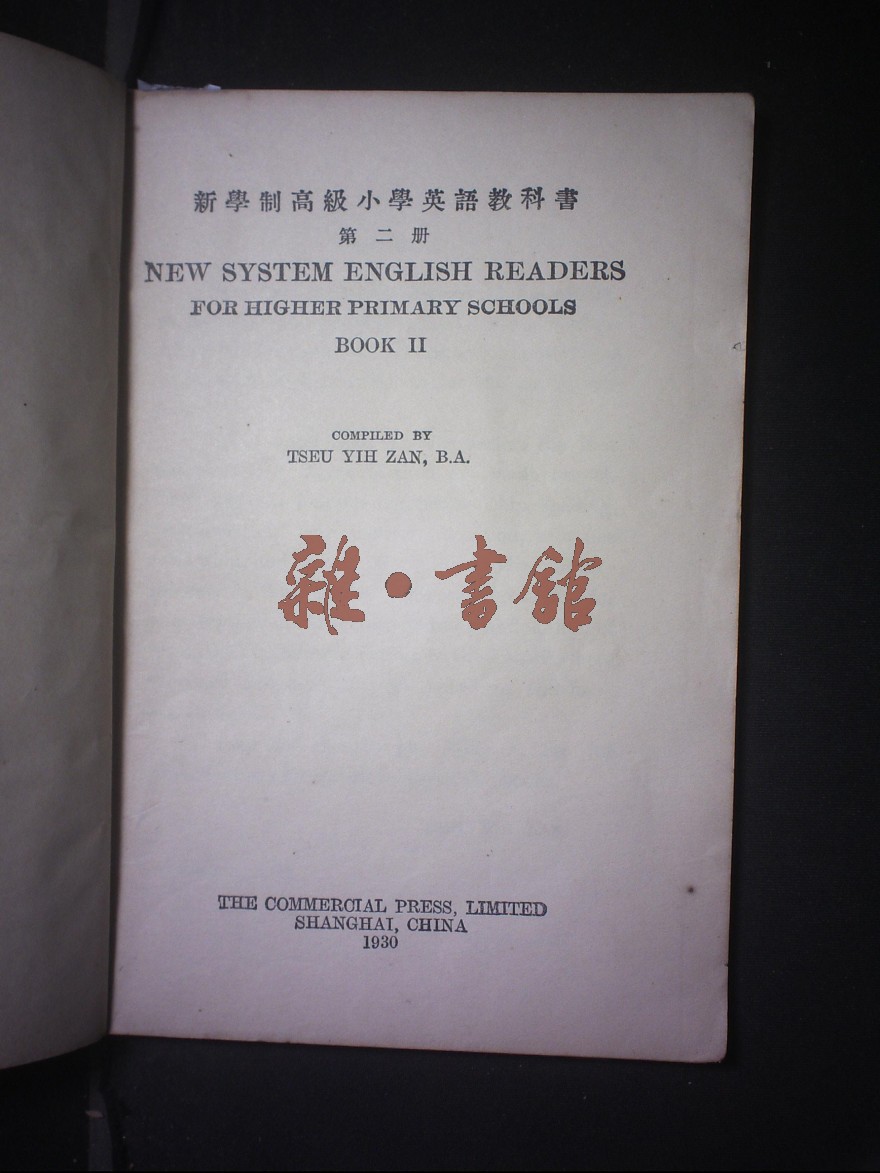 新學制高級小學英語教科書
第二册
NEW SYSTEM ENGLISH READERS
FOR HIGHER PRIMARY SCHOOLS
BOOK II
COMPILED BY
TSEU YIH ZAN, B.A.
雜•書館
THE COMMERCIAL PRESS, LIMITED
SHANGHAI, CHINA
1930